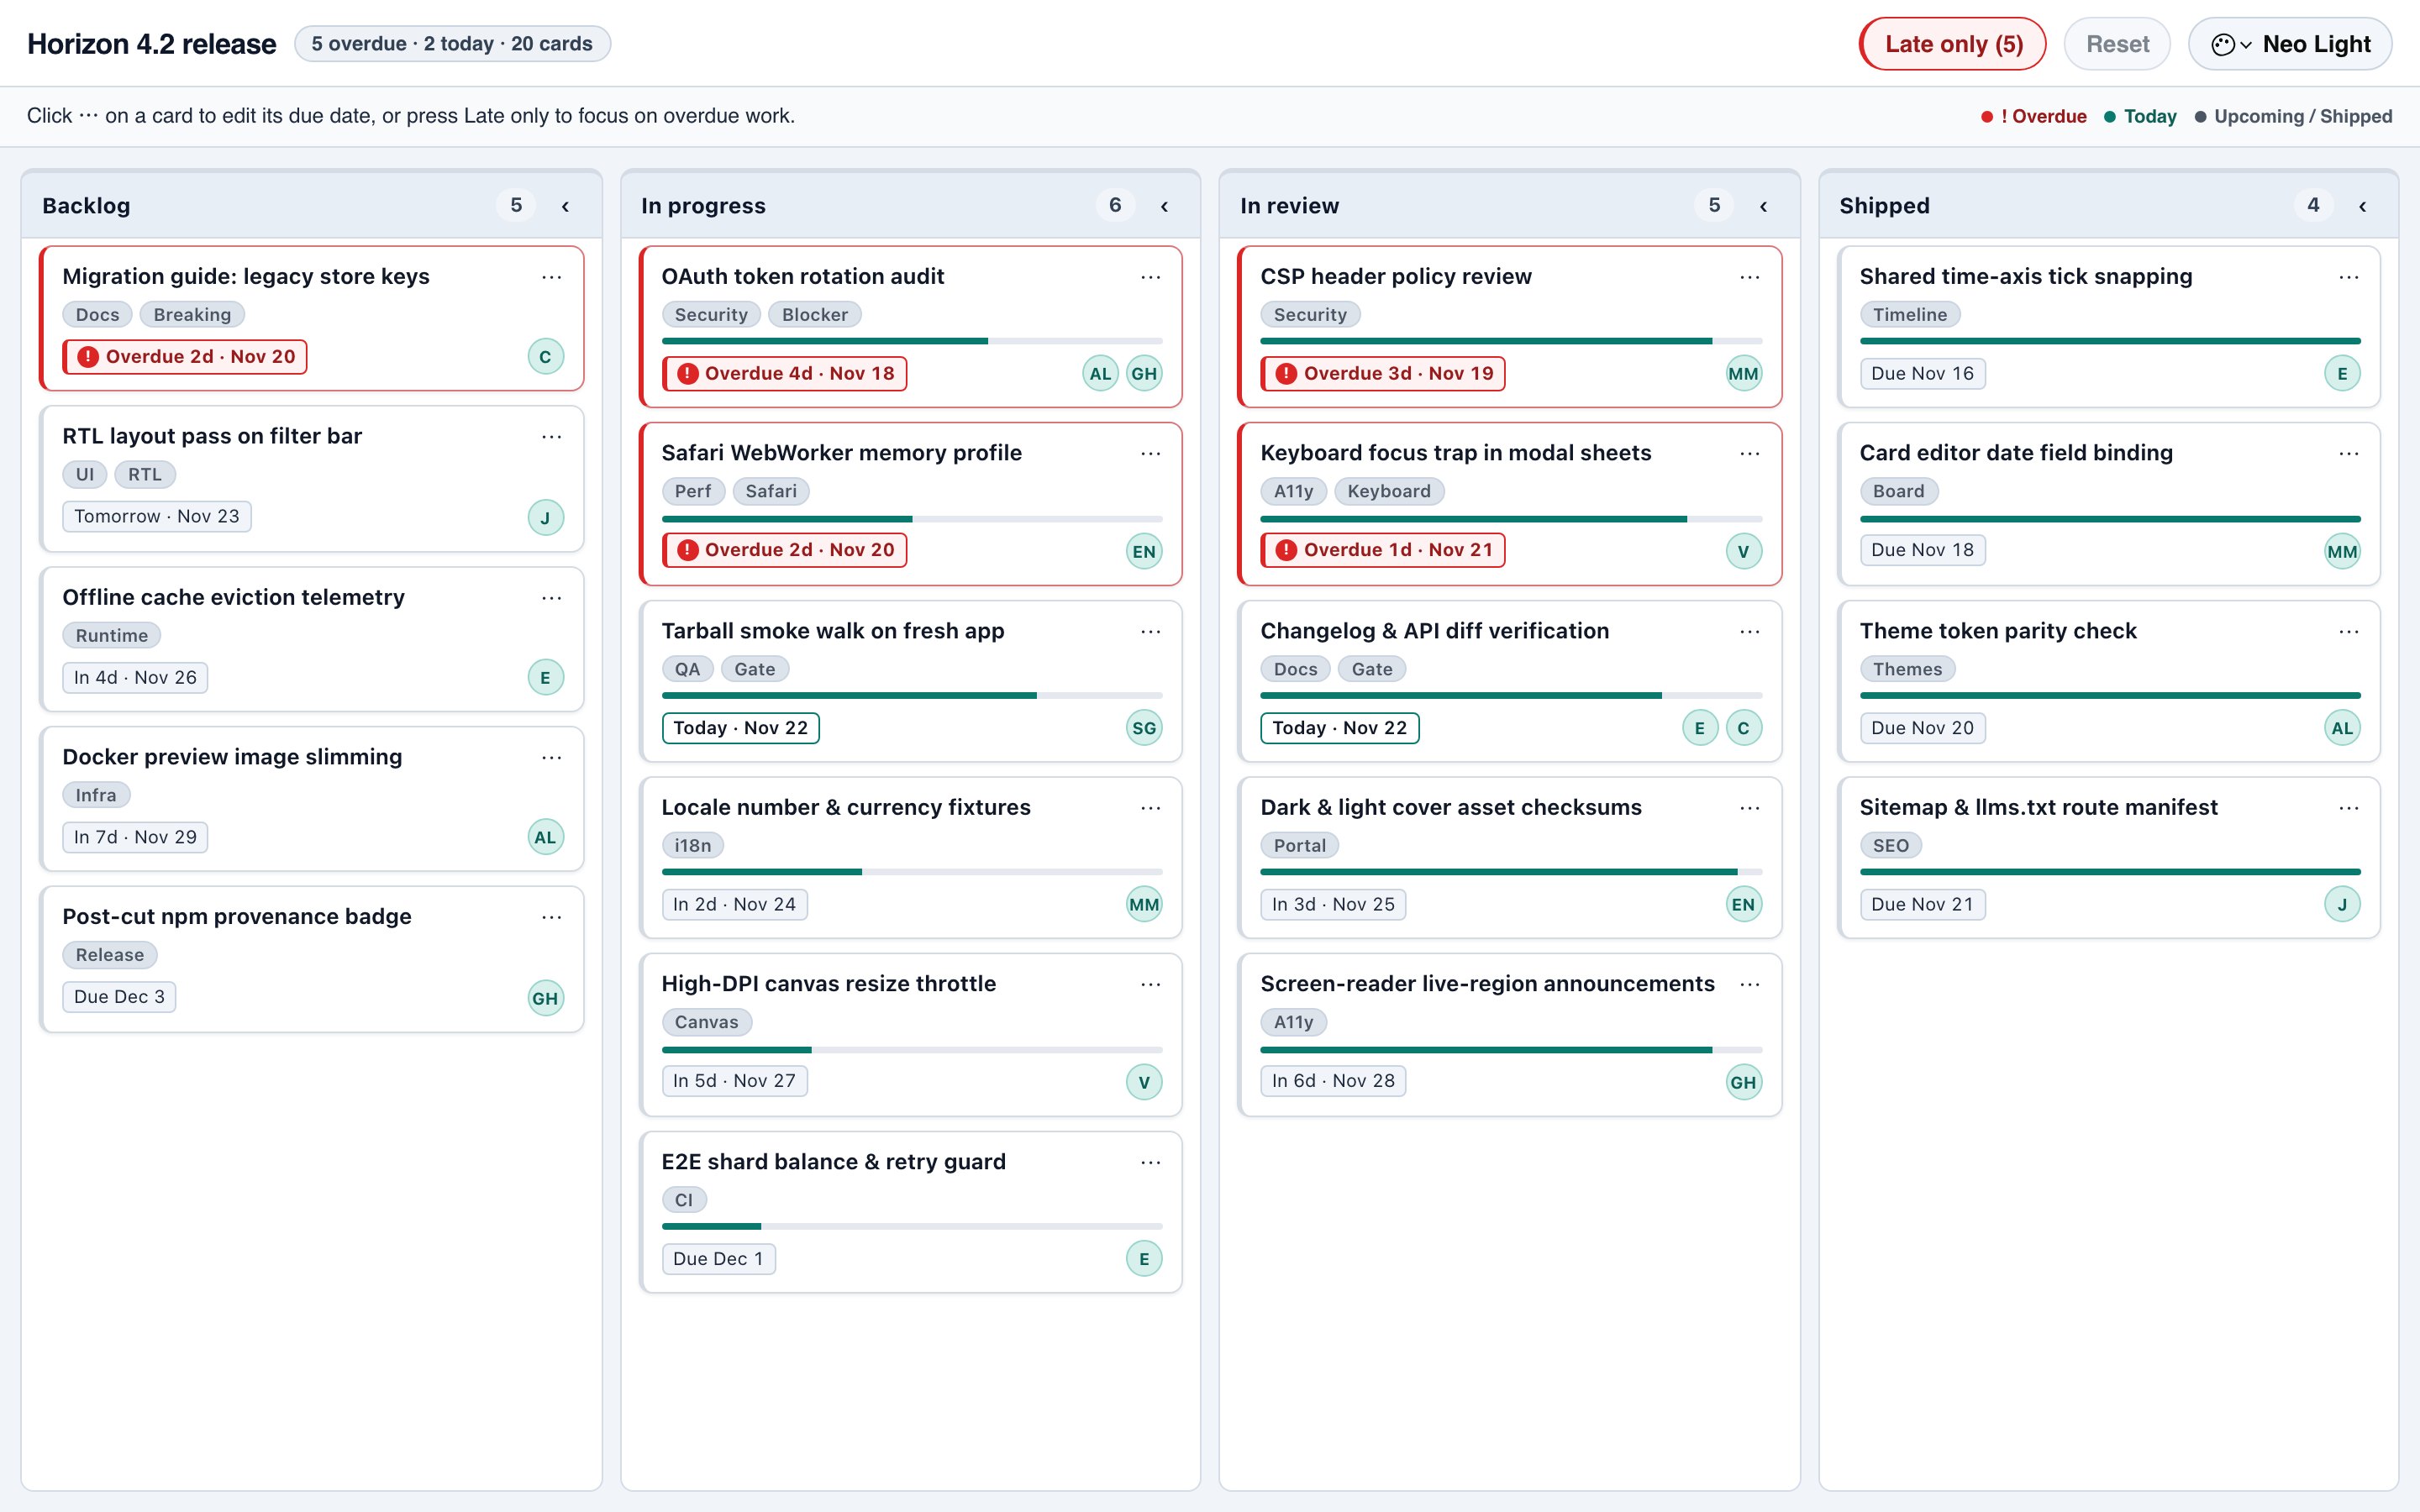 Horizon 4.2 release
5 overdue · 2 today · 20 cards
Late only (5)
Reset
Neo Light
Click ··· on a card to edit its due date, or press Late only to focus on overdue work.
! Overdue
Today
Upcoming / Shipped
Backlog
5
Migration guide: legacy store keys
Docs
Breaking
! Overdue 2d · Nov 20
C
RTL layout pass on filter bar
UI
RTL
Tomorrow · Nov 23
J
Offline cache eviction telemetry
Runtime
In 4d · Nov 26
E
Docker preview image slimming
Infra
In 7d · Nov 29
AL
Post-cut npm provenance badge
Release
Due Dec 3
GH
In progress
6
OAuth token rotation audit
Security
Blocker
! Overdue 4d · Nov 18
AL
GH
Safari WebWorker memory profile
Perf
Safari
! Overdue 2d · Nov 20
EN
Tarball smoke walk on fresh app
QA
Gate
Today · Nov 22
SG
Locale number & currency fixtures
i18n
In 2d · Nov 24
MM
High-DPI canvas resize throttle
Canvas
In 5d · Nov 27
V
E2E shard balance & retry guard
CI
Due Dec 1
E
In review
5
CSP header policy review
Security
! Overdue 3d · Nov 19
MM
Keyboard focus trap in modal sheets
A11y
Keyboard
! Overdue 1d · Nov 21
V
Changelog & API diff verification
Docs
Gate
Today · Nov 22
E
C
Dark & light cover asset checksums
Portal
In 3d · Nov 25
EN
Screen-reader live-region announcements
A11y
In 6d · Nov 28
GH
Shipped
4
Shared time-axis tick snapping
Timeline
Due Nov 16
E
Card editor date field binding
Board
Due Nov 18
MM
Theme token parity check
Themes
Due Nov 20
AL
Sitemap & llms.txt route manifest
SEO
Due Nov 21
J